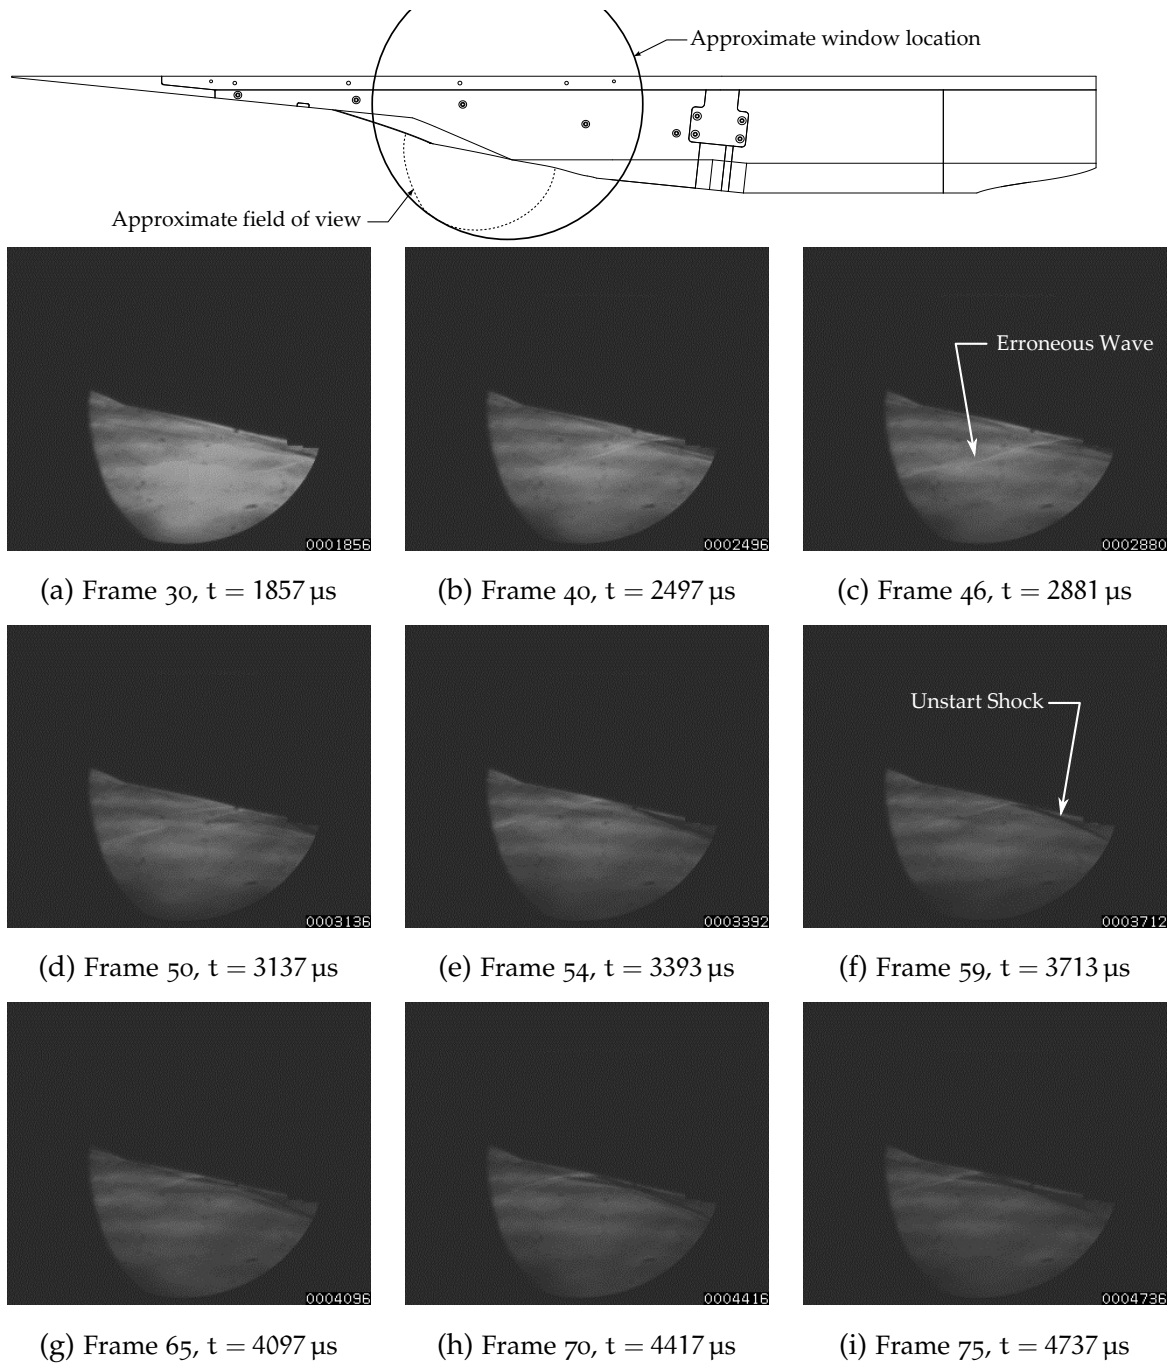 Approximate window location
Approximate field of view
0001856
0002496
Erroneous Wave
0002880
(a) Frame 30, t = 1857 µs
(b) Frame 40, t = 2497 µs
(c) Frame 46, t = 2881 µs
0003136
0003392
Unstart Shock
0003712
(d) Frame 50, t = 3137 µs
(e) Frame 54, t = 3393 µs
(f) Frame 59, t = 3713 µs
0004096
0004416
0004736
(g) Frame 65, t = 4097 µs
(h) Frame 70, t = 4417 µs
(i) Frame 75, t = 4737 µs